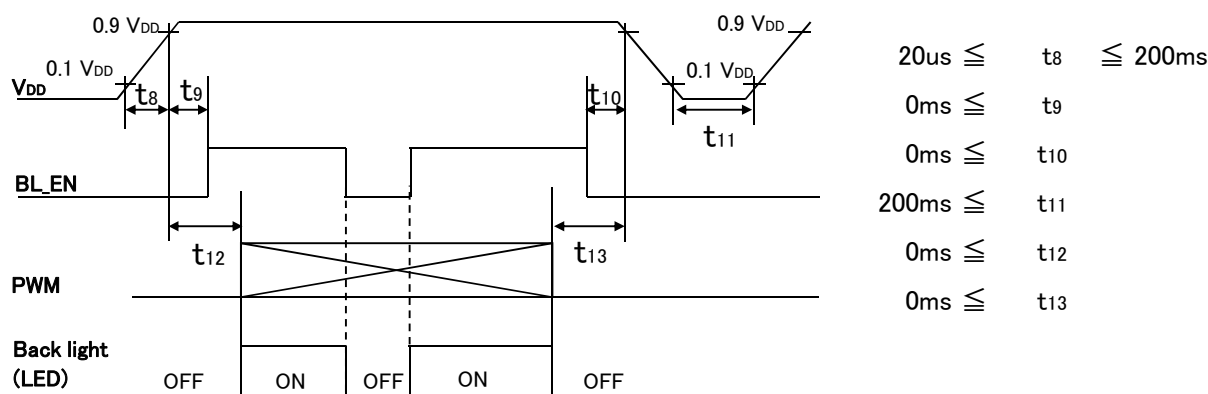 0.9 VDD
0.9 VDD
0.1 VDD
0.1 VDD
VDD
t8
t9
t10
t11
BL_EN
t12
t13
PWM
Back light
(LED)
OFF
ON
OFF
ON
OFF
20us ≦ t8 ≦ 200ms
0ms ≦ t9
0ms ≦ t10
200ms ≦ t11
0ms ≦ t12
0ms ≦ t13